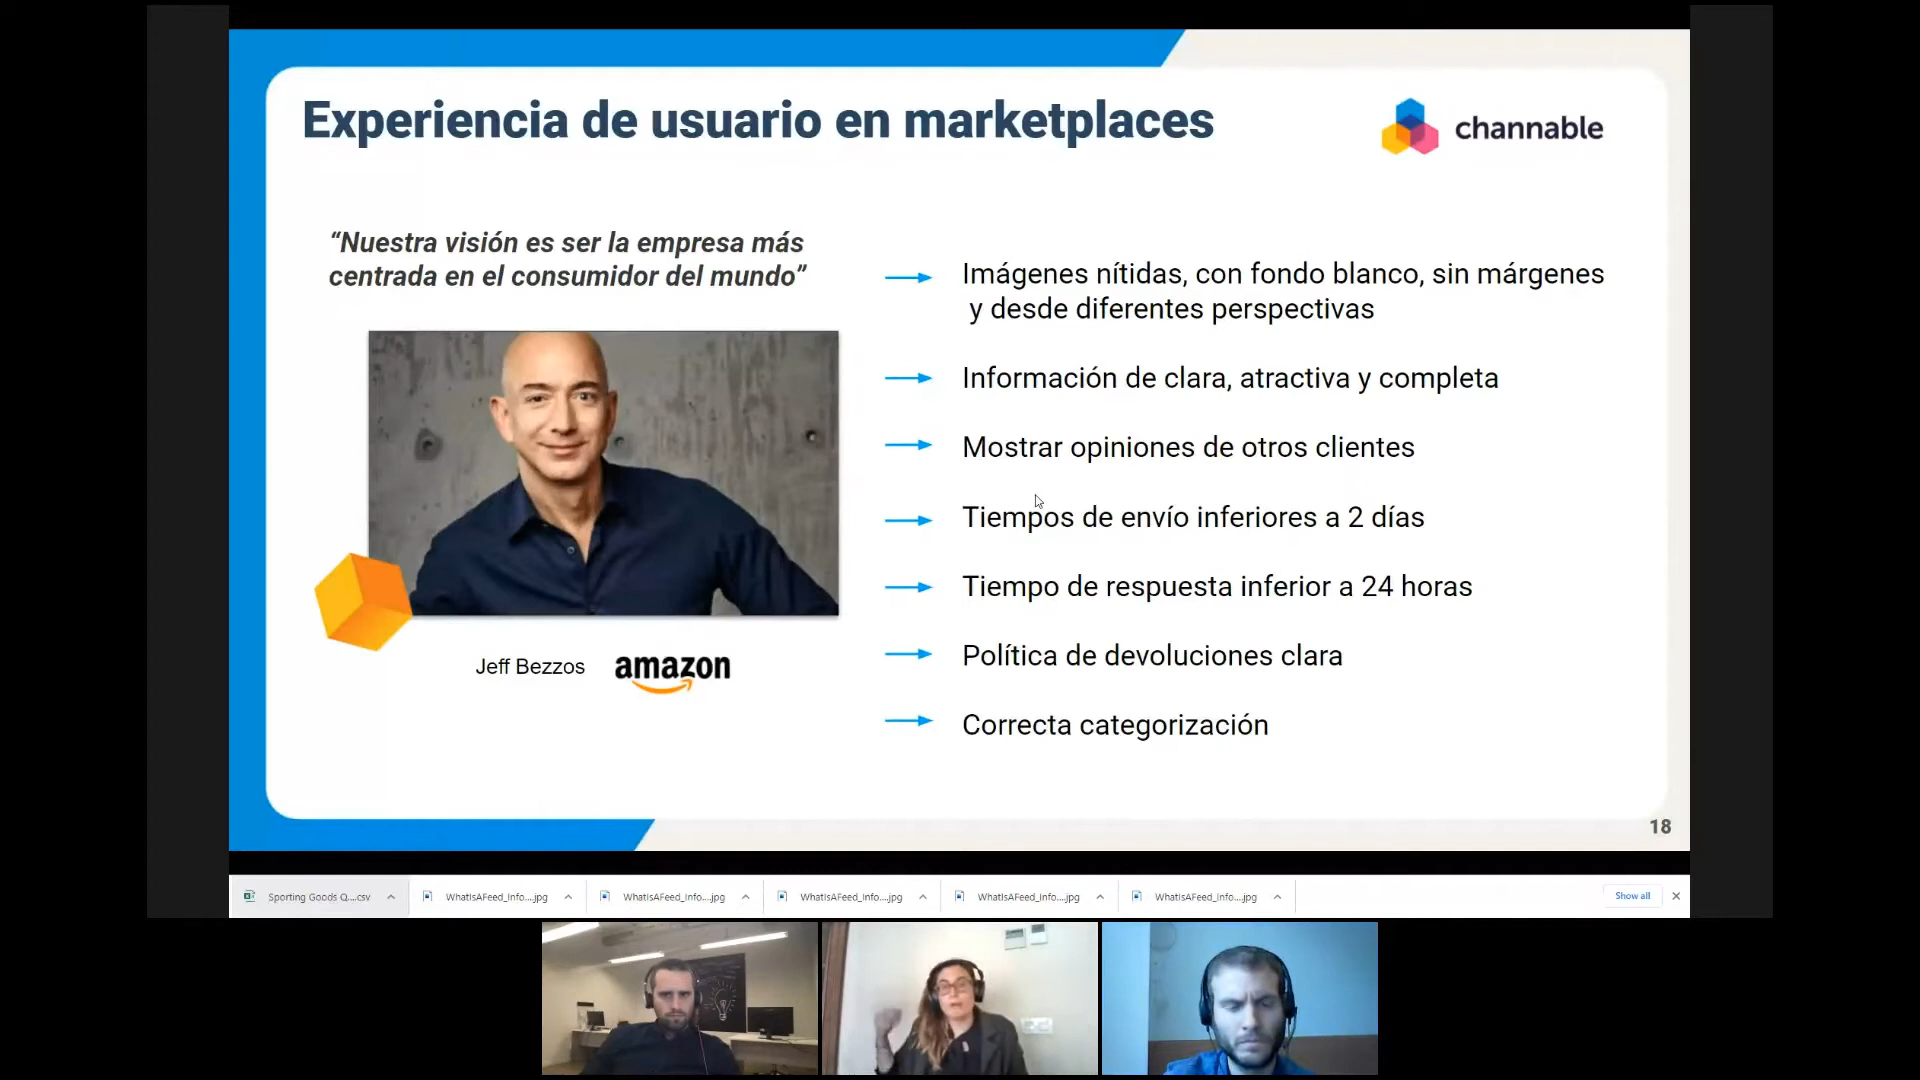 Experiencia de usuario en marketplaces
channable
“Nuestra visión es ser la empresa más
centrada en el consumidor del mundo”
Imágenes nítidas, con fondo blanco, sin márgenes
y desde diferentes perspectivas
Información de clara, atractiva y completa
Mostrar opiniones de otros clientes
Tiempos de envío inferiores a 2 días
Tiempo de respuesta inferior a 24 horas
Política de devoluciones clara
Correcta categorización
Jeff Bezzos
amazon
18
Sporting Goods Q....csv
WhatIsAFeed_Info....jpg
WhatIsAFeed_Info....jpg
WhatIsAFeed_Info....jpg
WhatIsAFeed_Info....jpg
WhatIsAFeed_Info....jpg
Show all